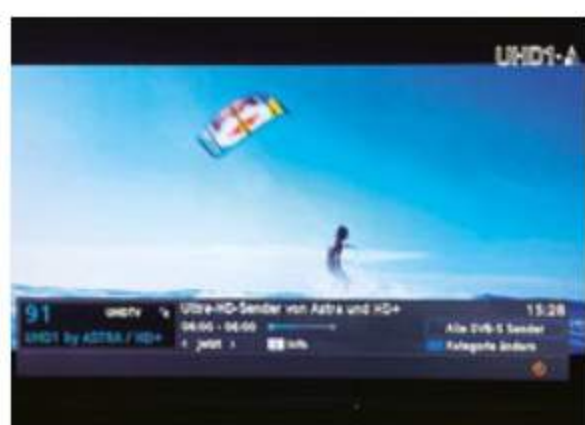 UHD1-A
91 UHDTV
UHD1 by ASTRA / HD+
Ultra-HD-Sender von Astra und HD+
06:00 - 06:00
‹ Jetzt ›
Info
15:28
Alle DVB-S Sender
Kategorie ändern